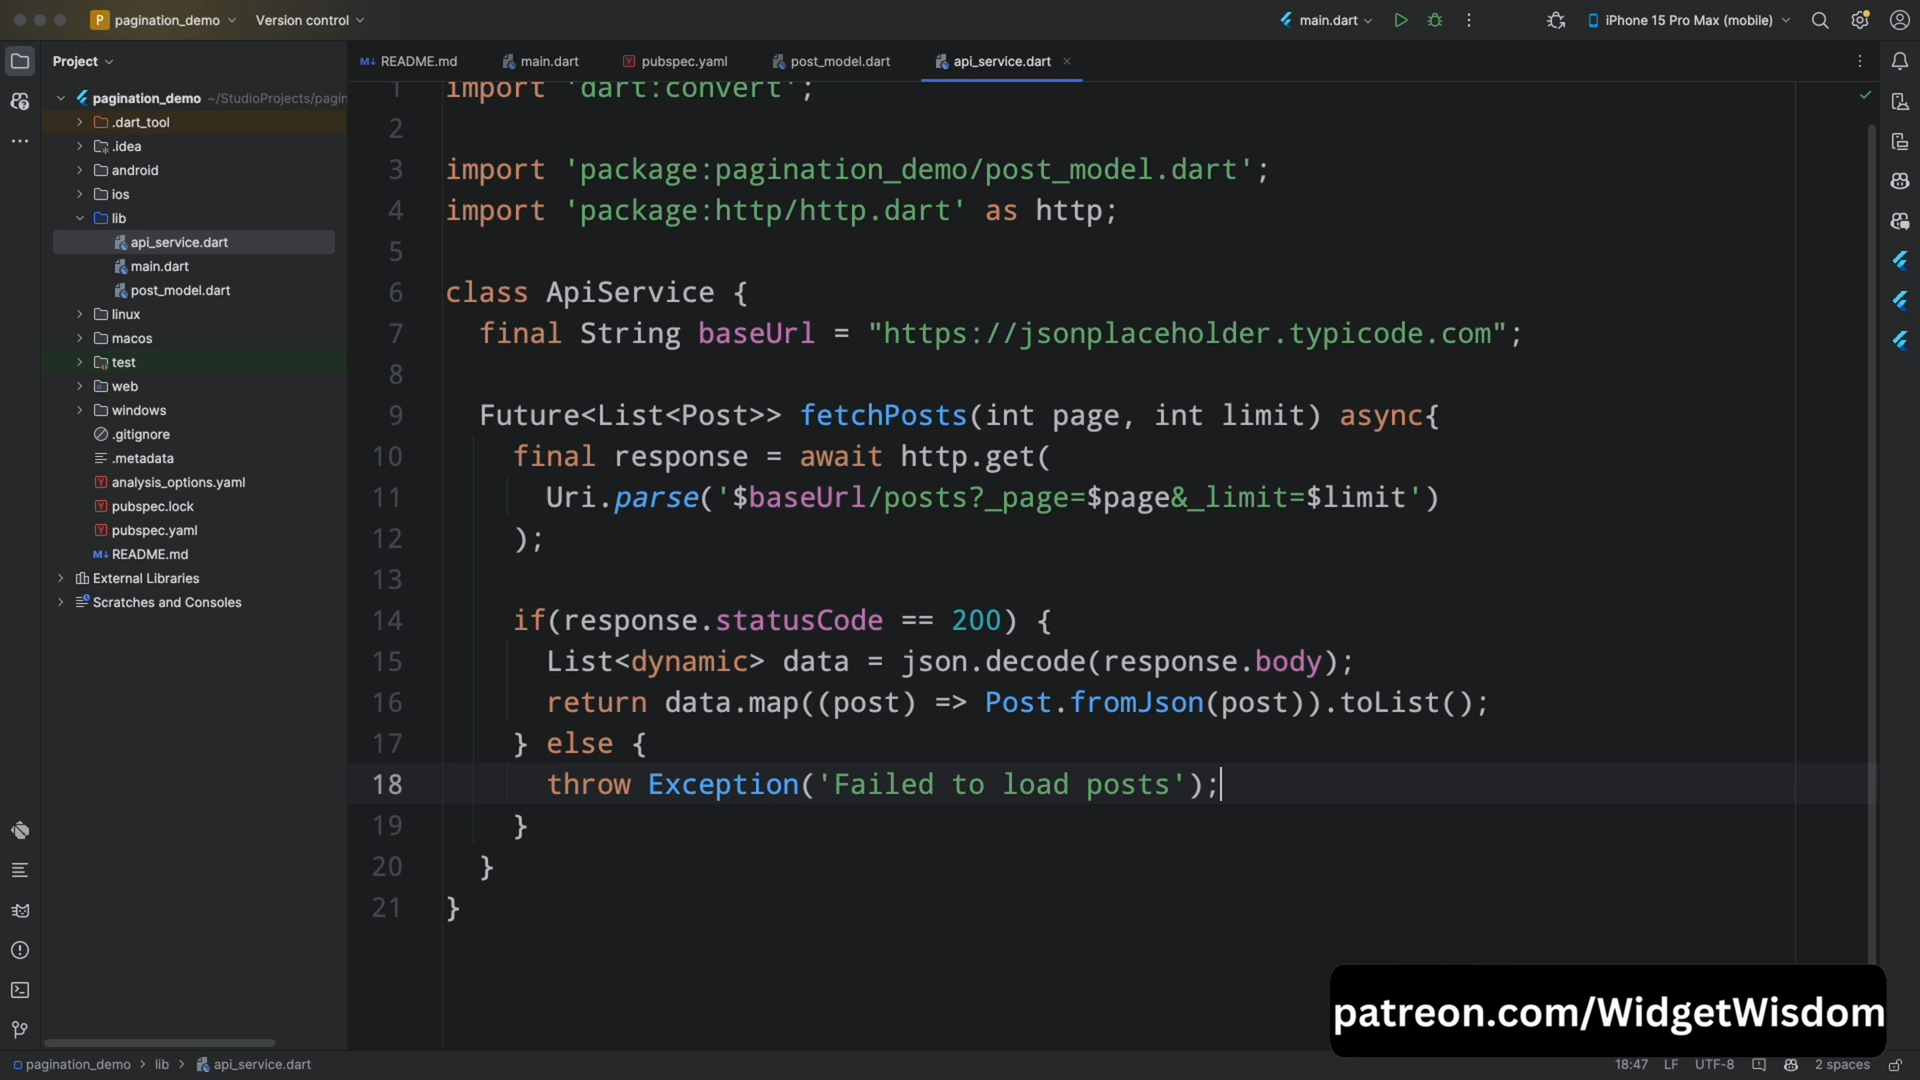 P pagination_demo Version control main.dart iPhone 15 Pro Max (mobile)
Project README.md main.dart pubspec.yaml post_model.dart api_service.dart
pagination_demo ~/StudioProjects/pagin
.dart_tool
.idea
android
ios
lib
api_service.dart
main.dart
post_model.dart
linux
macos
test
web
windows
.gitignore
.metadata
analysis_options.yaml
pubspec.lock
pubspec.yaml
README.md
External Libraries
Scratches and Consoles
1 import 'dart:convert';
2
3 import 'package:pagination_demo/post_model.dart';
4 import 'package:http/http.dart' as http;
5
6 class ApiService {
7 final String baseUrl = "https://jsonplaceholder.typicode.com";
8
9 Future<List<Post>> fetchPosts(int page, int limit) async{
10 final response = await http.get(
11 Uri.parse('$baseUrl/posts?_page=$page&_limit=$limit')
12 );
13
14 if(response.statusCode == 200) {
15 List<dynamic> data = json.decode(response.body);
16 return data.map((post) => Post.fromJson(post)).toList();
17 } else {
18 throw Exception('Failed to load posts');
19 }
20 }
21 }
patreon.com/WidgetWisdom
pagination_demo > lib > api_service.dart 18:47 LF UTF-8 2 spaces